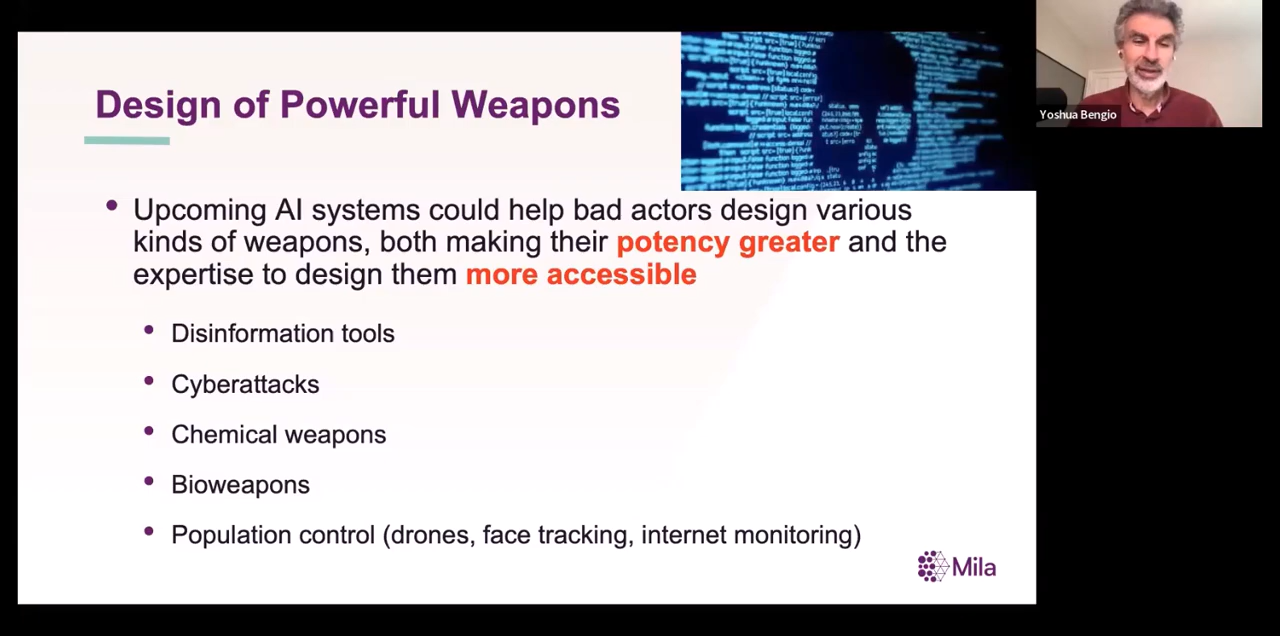 Design of Powerful Weapons
Yoshua Bengio
Upcoming AI systems could help bad actors design various
kinds of weapons, both making their potency greater and the
expertise to design them more accessible
Disinformation tools
Cyberattacks
Chemical weapons
Bioweapons
Population control (drones, face tracking, internet monitoring)
Mila